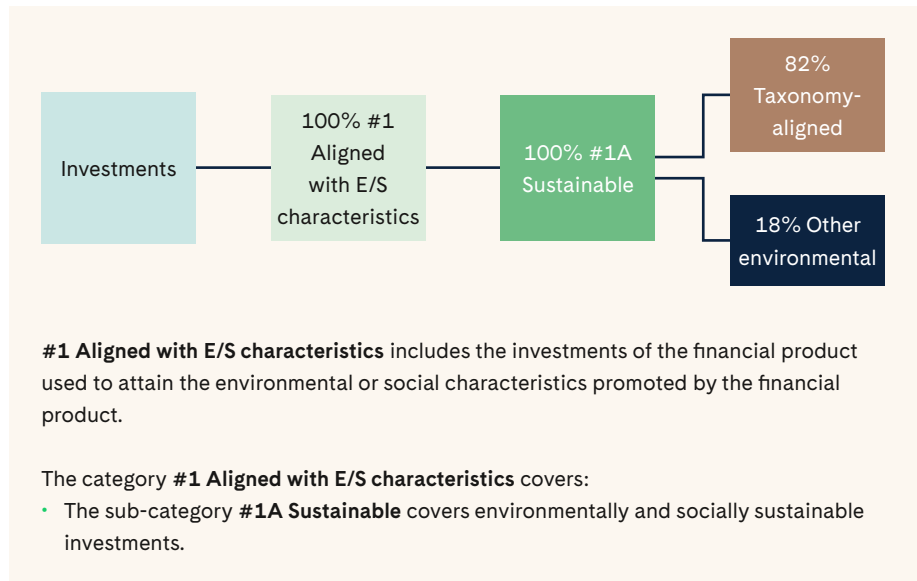 Investments
100% #1
Aligned
with E/S
characteristics
100% #1A
Sustainable
82%
Taxonomy-
aligned
18% Other
environmental
#1 Aligned with E/S characteristics includes the investments of the financial product
used to attain the environmental or social characteristics promoted by the financial
product.
The category #1 Aligned with E/S characteristics covers:
• The sub-category #1A Sustainable covers environmentally and socially sustainable
investments.